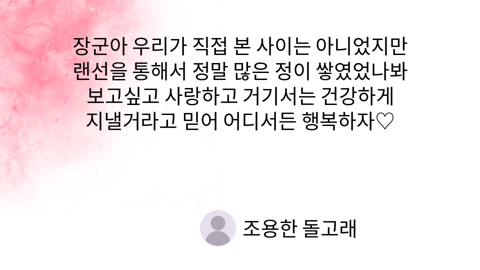 장군아 우리가 직접 본 사이는 아니었지만
랜선을 통해서 정말 많은 정이 쌓였었나봐
보고싶고 사랑하고 거기서는 건강하게
지낼거라고 믿어 어디서든 행복하자♡
조용한 돌고래